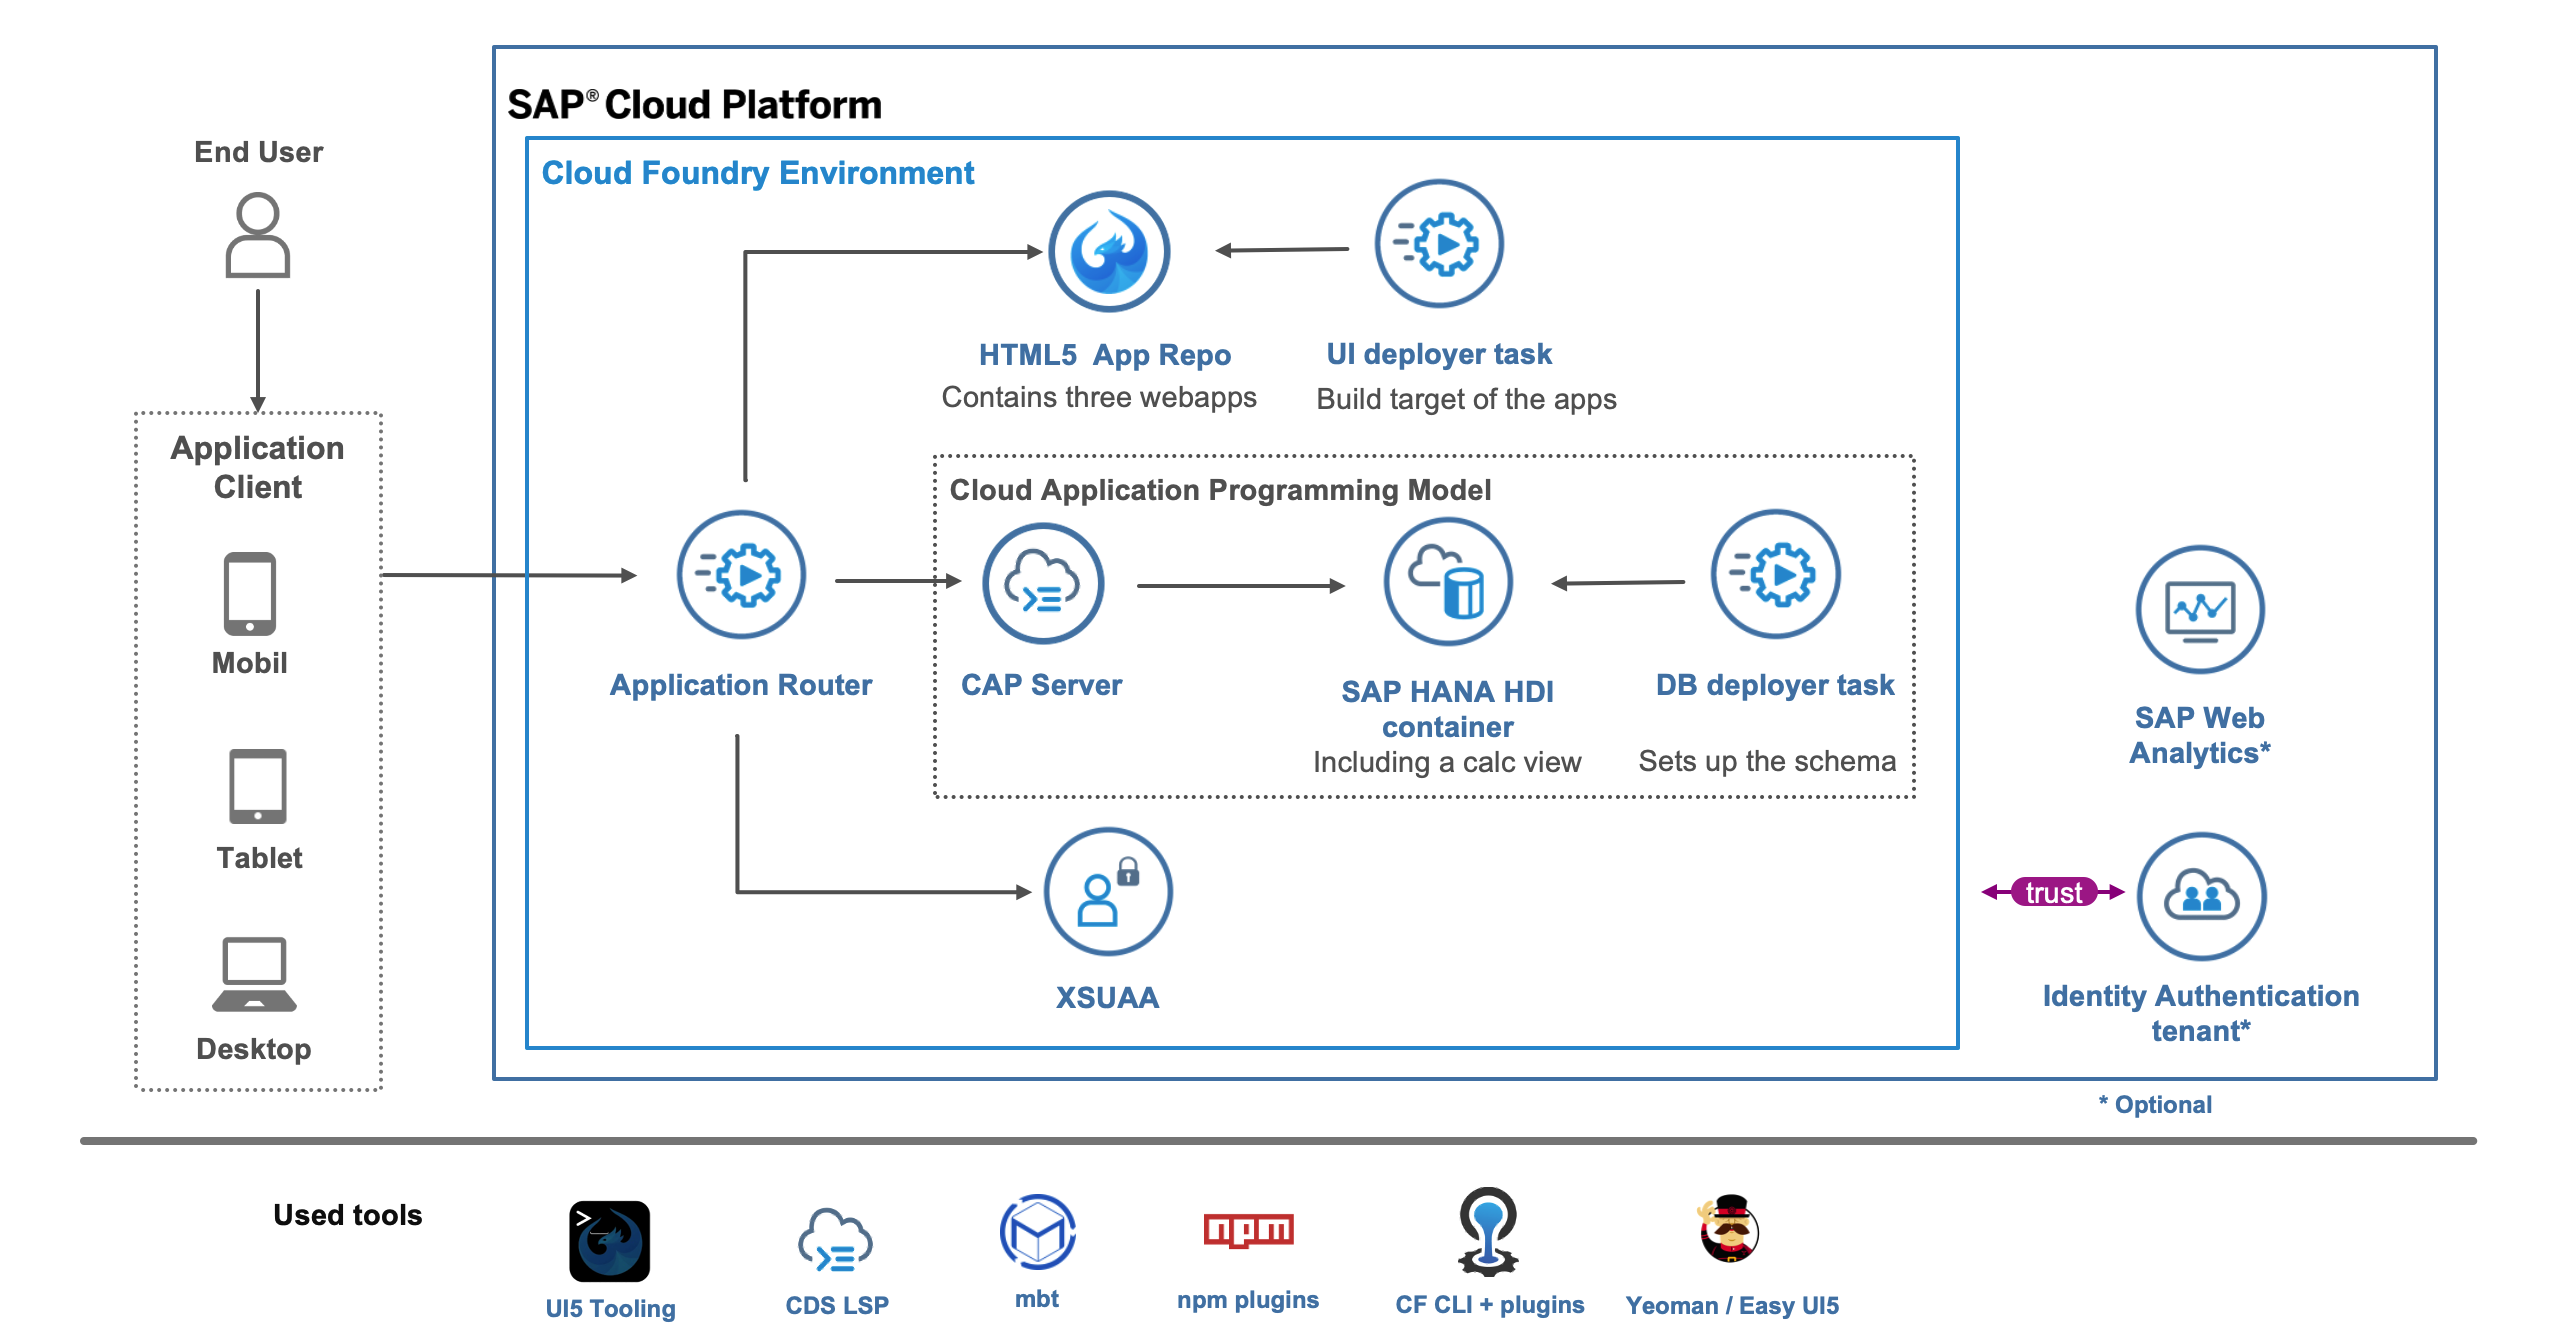 SAP® Cloud Platform
End User
Cloud Foundry Environment
HTML5 App Repo
Contains three webapps
UI deployer task
Build target of the apps
Application
Client
Mobil
Tablet
Desktop
Cloud Application Programming Model
Application Router
CAP Server
SAP HANA HDI
container
Including a calc view
DB deployer task
Sets up the schema
XSUAA
SAP Web
Analytics*
trust
Identity Authentication
tenant*
* Optional
Used tools
UI5 Tooling
CDS LSP
mbt
npm
npm plugins
CF CLI + plugins
Yeoman / Easy UI5